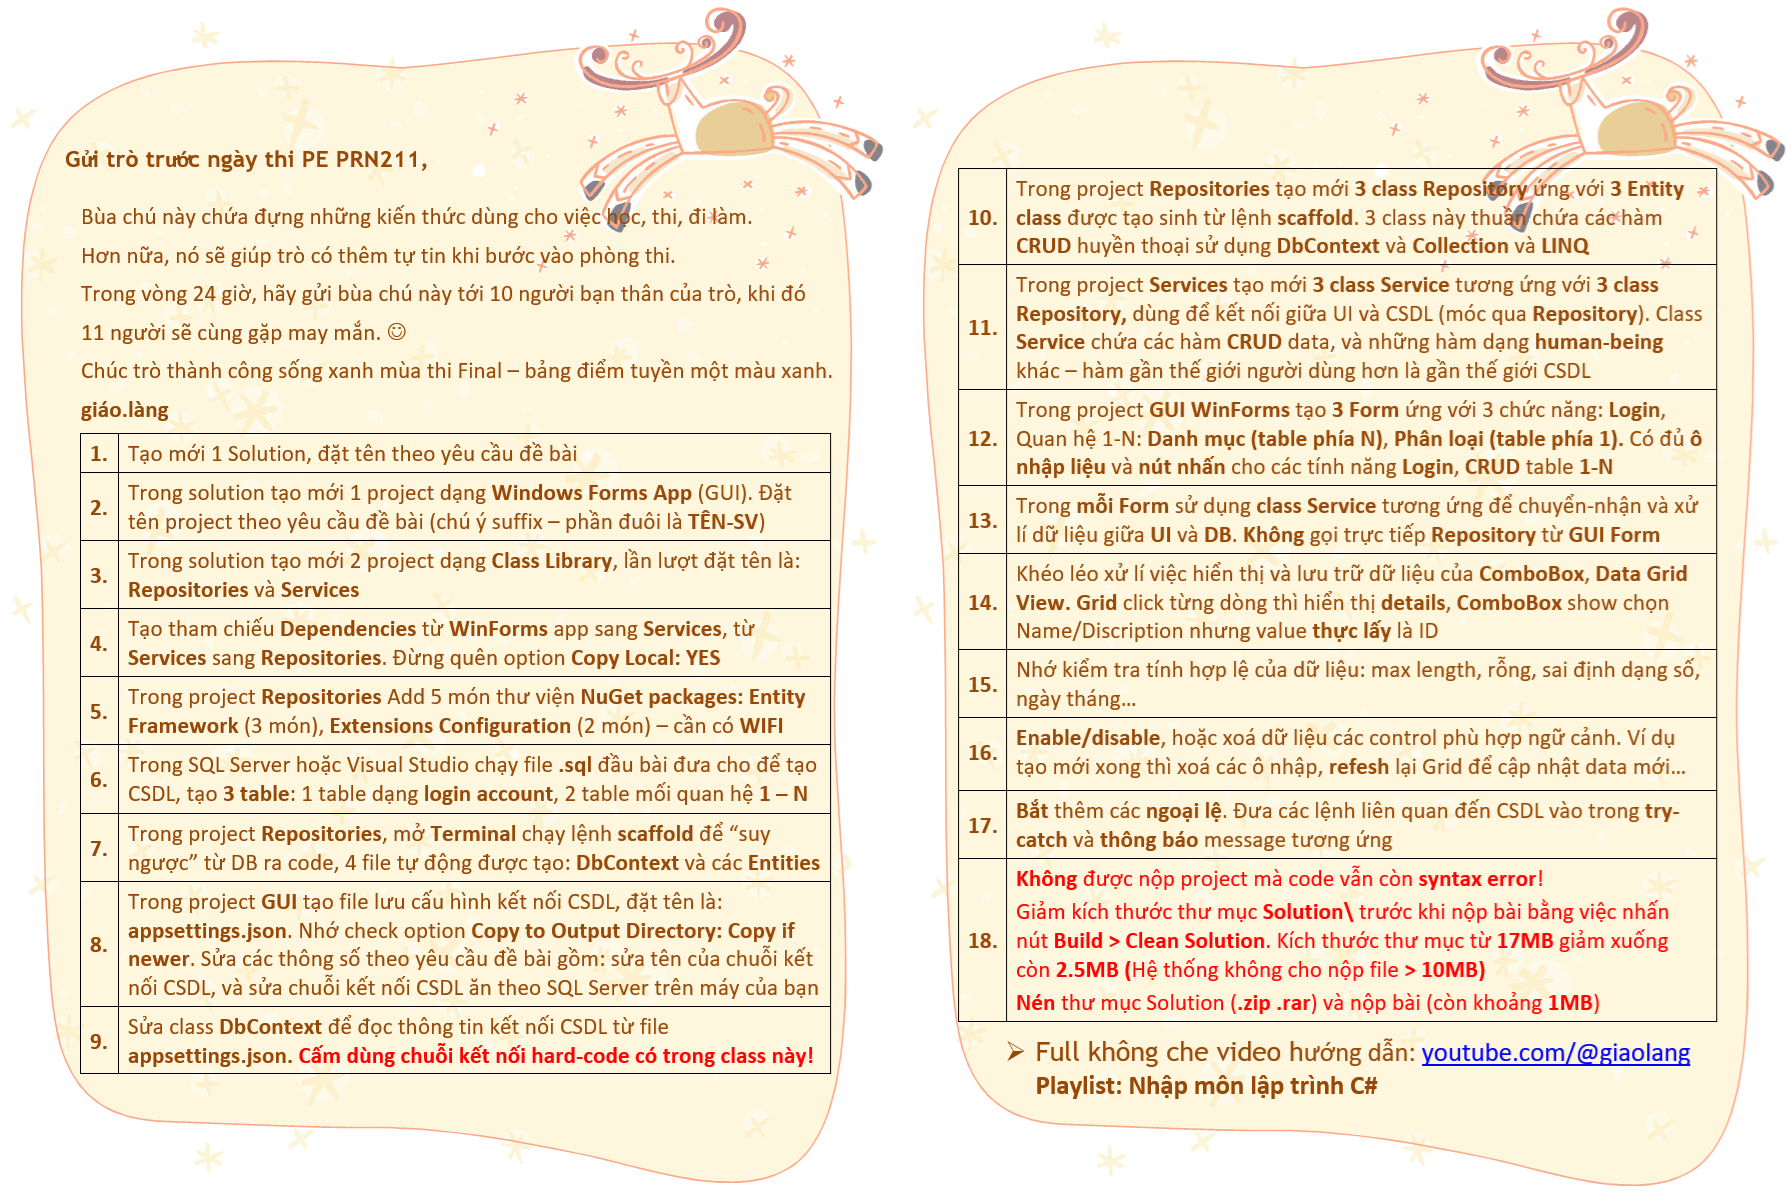 Gửi trò trước ngày thi PE PRN211,
Bùa chú này chứa đựng những kiến thức dùng cho việc học, thi, đi làm.
Hơn nữa, nó sẽ giúp trò có thêm tự tin khi bước vào phòng thi.
Trong vòng 24 giờ, hãy gửi bùa chú này tới 10 người bạn thân của trò, khi đó
11 người sẽ cùng gặp may mắn. ☺
Chúc trò thành công sống xanh mùa thi Final – bảng điểm tuyền một màu xanh.
giáo.làng
1. Tạo mới 1 Solution, đặt tên theo yêu cầu đề bài
2. Trong solution tạo mới 1 project dạng Windows Forms App (GUI). Đặt
tên project theo yêu cầu đề bài (chú ý suffix – phần đuôi là TÊN-SV)
3. Trong solution tạo mới 2 project dạng Class Library, lần lượt đặt tên là:
Repositories và Services
4. Tạo tham chiếu Dependencies từ WinForms app sang Services, từ
Services sang Repositories. Đừng quên option Copy Local: YES
5. Trong project Repositories Add 5 món thư viện NuGet packages: Entity
Framework (3 món), Extensions Configuration (2 món) – cần có WIFI
6. Trong SQL Server hoặc Visual Studio chạy file .sql đầu bài đưa cho để tạo
CSDL, tạo 3 table: 1 table dạng login account, 2 table mối quan hệ 1 – N
7. Trong project Repositories, mở Terminal chạy lệnh scaffold để “suy
ngược” từ DB ra code, 4 file tự động được tạo: DbContext và các Entities
8. Trong project GUI tạo file lưu cấu hình kết nối CSDL, đặt tên là:
appsettings.json. Nhớ check option Copy to Output Directory: Copy if
newer. Sửa các thông số theo yêu cầu đề bài gồm: sửa tên của chuỗi kết
nối CSDL, và sửa chuỗi kết nối CSDL ăn theo SQL Server trên máy của bạn
9. Sửa class DbContext để đọc thông tin kết nối CSDL từ file
appsettings.json. Cấm dùng chuỗi kết nối hard-code có trong class này!
10. Trong project Repositories tạo mới 3 class Repository ứng với 3 Entity
class được tạo sinh từ lệnh scaffold. 3 class này thuần chứa các hàm
CRUD huyền thoại sử dụng DbContext và Collection và LINQ
11. Trong project Services tạo mới 3 class Service tương ứng với 3 class
Repository, dùng để kết nối giữa UI và CSDL (móc qua Repository). Class
Service chứa các hàm CRUD data, và những hàm dạng human-being
khác – hàm gần thế giới người dùng hơn là gần thế giới CSDL
12. Trong project GUI WinForms tạo 3 Form ứng với 3 chức năng: Login,
Quan hệ 1-N: Danh mục (table phía N), Phân loại (table phía 1). Có đủ ô
nhập liệu và nút nhấn cho các tính năng Login, CRUD table 1-N
13. Trong mỗi Form sử dụng class Service tương ứng để chuyển-nhận và xử
lí dữ liệu giữa UI và DB. Không gọi trực tiếp Repository từ GUI Form
14. Khéo léo xử lí việc hiển thị và lưu trữ dữ liệu của ComboBox, Data Grid
View. Grid click từng dòng thì hiển thị details, ComboBox show chọn
Name/Discription nhưng value thực lấy là ID
15. Nhớ kiểm tra tính hợp lệ của dữ liệu: max length, rỗng, sai định dạng số,
ngày tháng...
16. Enable/disable, hoặc xoá dữ liệu các control phù hợp ngữ cảnh. Ví dụ
tạo mới xong thì xoá các ô nhập, refesh lại Grid để cập nhật data mới...
17. Bắt thêm các ngoại lệ. Đưa các lệnh liên quan đến CSDL vào trong try-
catch và thông báo message tương ứng
18. Không được nộp project mà code vẫn còn syntax error!
Giảm kích thước thư mục Solution\ trước khi nộp bài bằng việc nhấn
nút Build > Clean Solution. Kích thước thư mục từ 17MB giảm xuống
còn 2.5MB (Hệ thống không cho nộp file > 10MB)
Nén thư mục Solution (.zip .rar) và nộp bài (còn khoảng 1MB)
➢ Full không che video hướng dẫn: youtube.com/@giaolang
Playlist: Nhập môn lập trình C#